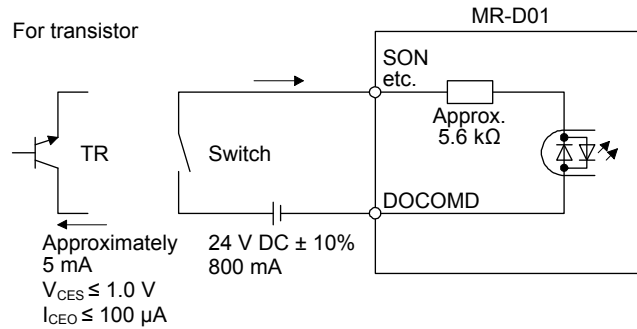 For transistor
MR-D01
SON
etc.
Approx.
5.6 kΩ
TR
Switch
DOCOMD
Approximately
5 mA
V_CES ≤ 1.0 V
I_CEO ≤ 100 µA
24 V DC ± 10%
800 mA